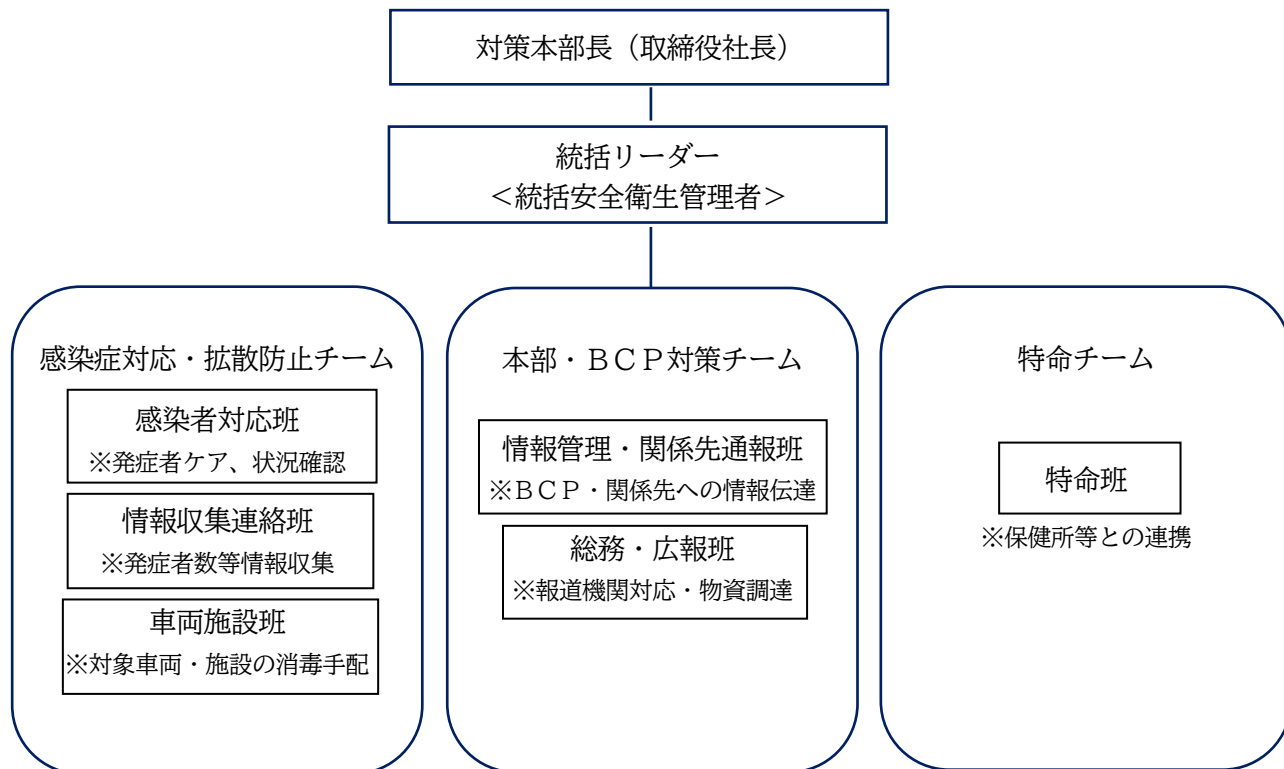 対策本部長（取締役社長）
統括リーダー
＜統括安全衛生管理者＞
感染症対応・拡散防止チーム
感染者対応班
※発症者ケア、状況確認
情報収集連絡班
※発症者数等情報収集
車両施設班
※対象車両・施設の消毒手配
本部・ＢＣＰ対策チーム
情報管理・関係先通報班
※ＢＣＰ・関係先への情報伝達
総務・広報班
※報道機関対応・物資調達
特命チーム
特命班
※保健所等との連携